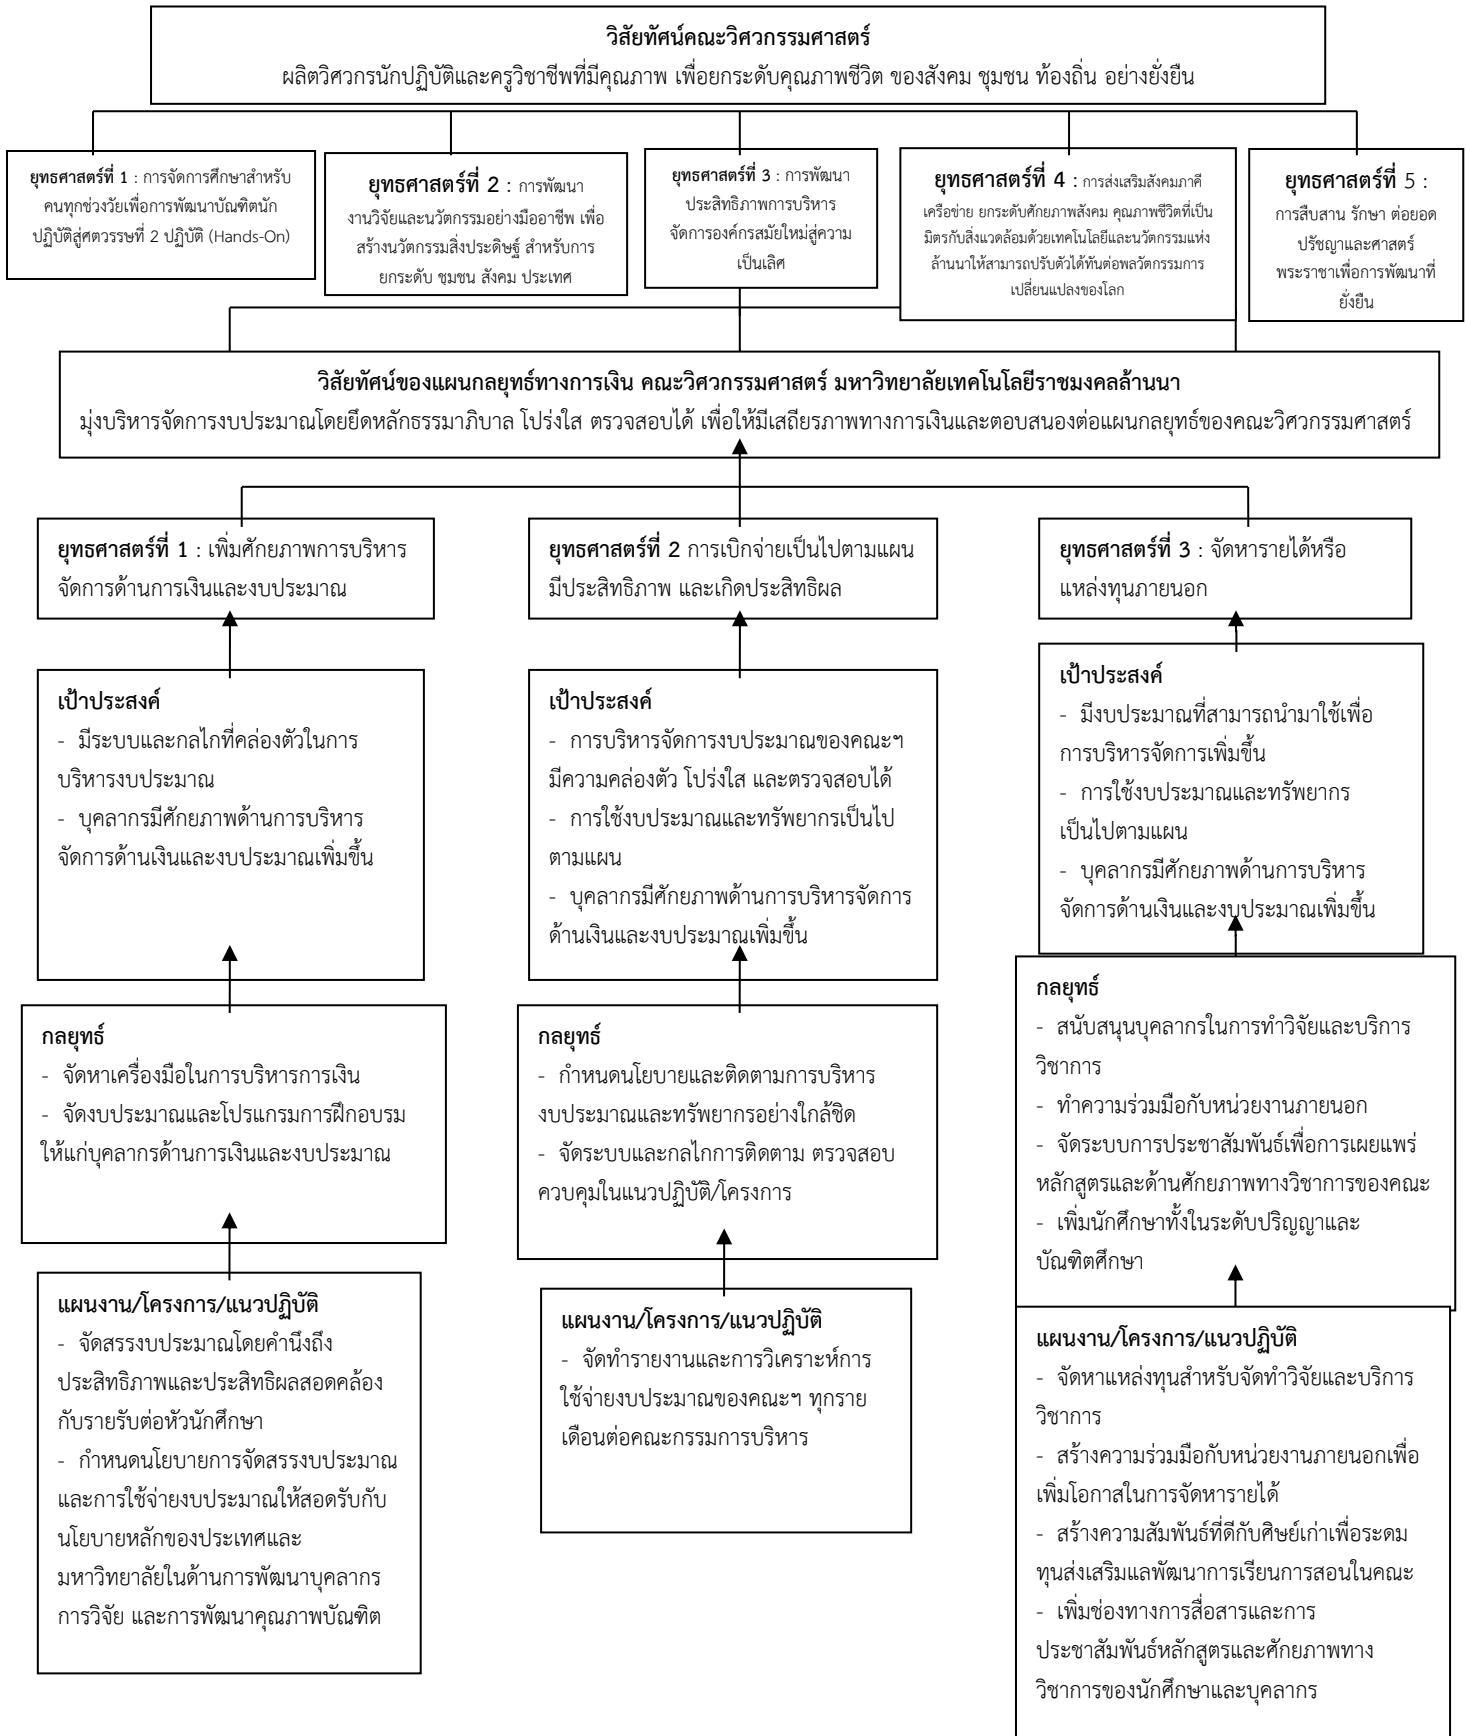 วิสัยทัศน์คณะวิศวกรรมศาสตร์
ผลิตวิศวกรนักปฏิบัติและครูวิชาชีพที่มีคุณภาพ เพื่อยกระดับคุณภาพชีวิต ของสังคม ชุมชน ท้องถิ่น อย่างยั่งยืน
ยุทธศาสตร์ที่ 1 : การจัดการศึกษาสำหรับ
คนทุกช่วงวัยเพื่อการพัฒนาบัณฑิตนัก
ปฏิบัติสู่ศตวรรษที่ 2 ปฏิบัติ (Hands-On)
ยุทธศาสตร์ที่ 2 : การพัฒนา
งานวิจัยและนวัตกรรมอย่างมืออาชีพ เพื่อ
สร้างนวัตกรรมสิ่งประดิษฐ์ สำหรับการ
ยกระดับ ชุมชน สังคม ประเทศ
ยุทธศาสตร์ที่ 3 : การพัฒนา
ประสิทธิภาพการบริหาร
จัดการองค์กรสมัยใหม่สู่ความ
เป็นเลิศ
ยุทธศาสตร์ที่ 4 : การส่งเสริมสังคมภาคี
เครือข่าย ยกระดับศักยภาพสังคม คุณภาพชีวิตที่เป็น
มิตรกับสิ่งแวดล้อมด้วยเทคโนโลยีและนวัตกรรมแห่ง
ล้านนาให้สามารถปรับตัวได้ทันต่อพลวัตกรรมการ
เปลี่ยนแปลงของโลก
ยุทธศาสตร์ที่ 5 :
การสืบสาน รักษา ต่อยอด
ปรัชญาและศาสตร์
พระราชาเพื่อการพัฒนาที่
ยั่งยืน
วิสัยทัศน์ของแผนกลยุทธ์ทางการเงิน คณะวิศวกรรมศาสตร์ มหาวิทยาลัยเทคโนโลยีราชมงคลล้านนา
มุ่งบริหารจัดการงบประมาณโดยยึดหลักธรรมาภิบาล โปร่งใส ตรวจสอบได้ เพื่อให้มีเสถียรภาพทางการเงินและตอบสนองต่อแผนกลยุทธ์ของคณะวิศวกรรมศาสตร์
ยุทธศาสตร์ที่ 1 : เพิ่มศักยภาพการบริหาร
จัดการด้านการเงินและงบประมาณ
เป้าประสงค์
- มีระบบและกลไกที่คล่องตัวในการ
บริหารงบประมาณ
- บุคลากรมีศักยภาพด้านการบริหาร
จัดการด้านเงินและงบประมาณเพิ่มขึ้น
กลยุทธ์
- จัดหาเครื่องมือในการบริหารการเงิน
- จัดงบประมาณและโปรแกรมการฝึกอบรม
ให้แก่บุคลากรด้านการเงินและงบประมาณ
แผนงาน/โครงการ/แนวปฏิบัติ
- จัดสรรงบประมาณโดยคำนึงถึง
ประสิทธิภาพและประสิทธิผลสอดคล้อง
กับรายรับต่อหัวนักศึกษา
- กำหนดนโยบายการจัดสรรงบประมาณ
และการใช้จ่ายงบประมาณให้สอดรับกับ
นโยบายหลักของประเทศและ
มหาวิทยาลัยในด้านการพัฒนาบุคลากร
การวิจัย และการพัฒนาคุณภาพบัณฑิต
ยุทธศาสตร์ที่ 2 การเบิกจ่ายเป็นไปตามแผน
มีประสิทธิภาพ และเกิดประสิทธิผล
เป้าประสงค์
- การบริหารจัดการงบประมาณของคณะฯ
มีความคล่องตัว โปร่งใส และตรวจสอบได้
- การใช้งบประมาณและทรัพยากรเป็นไป
ตามแผน
- บุคลากรมีศักยภาพด้านการบริหารจัดการ
ด้านเงินและงบประมาณเพิ่มขึ้น
กลยุทธ์
- กำหนดนโยบายและติดตามการบริหาร
งบประมาณและทรัพยากรอย่างใกล้ชิด
- จัดระบบและกลไกการติดตาม ตรวจสอบ
ควบคุมในแนวปฏิบัติ/โครงการ
แผนงาน/โครงการ/แนวปฏิบัติ
- จัดทำรายงานและการวิเคราะห์การ
ใช้จ่ายงบประมาณของคณะฯ ทุกราย
เดือนต่อคณะกรรมการบริหาร
ยุทธศาสตร์ที่ 3 : จัดหารายได้หรือ
แหล่งทุนภายนอก
เป้าประสงค์
- มีงบประมาณที่สามารถนำมาใช้เพื่อ
การบริหารจัดการเพิ่มขึ้น
- การใช้งบประมาณและทรัพยากร
เป็นไปตามแผน
- บุคลากรมีศักยภาพด้านการบริหาร
จัดการด้านเงินและงบประมาณเพิ่มขึ้น
กลยุทธ์
- สนับสนุนบุคลากรในการทำวิจัยและบริการ
วิชาการ
- ทำความร่วมมือกับหน่วยงานภายนอก
- จัดระบบการประชาสัมพันธ์เพื่อการเผยแพร่
หลักสูตรและด้านศักยภาพทางวิชาการของคณะ
- เพิ่มนักศึกษาทั้งในระดับปริญญาและ
บัณฑิตศึกษา
แผนงาน/โครงการ/แนวปฏิบัติ
- จัดหาแหล่งทุนสำหรับจัดทำวิจัยและบริการ
วิชาการ
- สร้างความร่วมมือกับหน่วยงานภายนอกเพื่อ
เพิ่มโอกาสในการจัดหารายได้
- สร้างความสัมพันธ์ที่ดีกับศิษย์เก่าเพื่อระดม
ทุนส่งเสริมแลพัฒนาการเรียนการสอนในคณะ
- เพิ่มช่องทางการสื่อสารและการ
ประชาสัมพันธ์หลักสูตรและศักยภาพทาง
วิชาการของนักศึกษาและบุคลากร